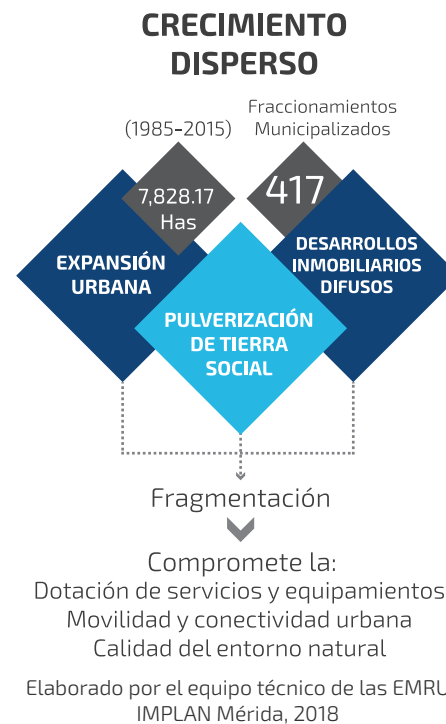 CRECIMIENTO
DISPERSO
(1985-2015)
Fraccionamientos
Municipalizados
7,828.17
Has
417
EXPANSIÓN
URBANA
DESARROLLOS
INMOBILIARIOS
DIFUSOS
PULVERIZACIÓN
DE TIERRA
SOCIAL
Fragmentación
Compromete la:
Dotación de servicios y equipamientos
Movilidad y conectividad urbana
Calidad del entorno natural
Elaborado por el equipo técnico de las EMRU
IMPLAN Mérida, 2018